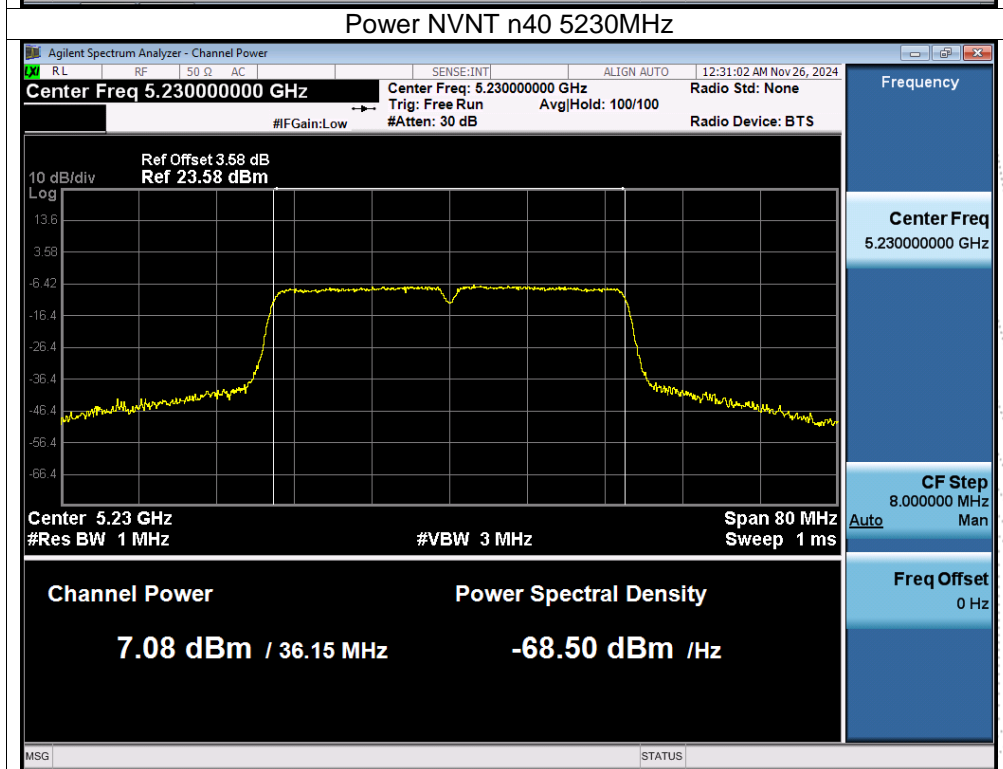 Power NVNT n40 5230MHz
Agilent Spectrum Analyzer - Channel Power
LXI RL RF 50 Ω AC SENSE:INT ALIGN AUTO 12:31:02 AM Nov 26, 2024
Center Freq 5.230000000 GHz
Center Freq: 5.230000000 GHz Radio Std: None
Trig: Free Run Avg|Hold: 100/100
#IFGain:Low #Atten: 30 dB Radio Device: BTS
Frequency
Ref Offset 3.58 dB
10 dB/div Ref 23.58 dBm
Log
13.6
3.58
-6.42
-16.4
-26.4
-36.4
-46.4
-56.4
-66.4
Center 5.23 GHz Span 80 MHz
#Res BW 1 MHz #VBW 3 MHz Sweep 1 ms
Center Freq
5.230000000 GHz
CF Step
8.000000 MHz
Auto Man
Freq Offset
0 Hz
Channel Power Power Spectral Density
7.08 dBm / 36.15 MHz -68.50 dBm /Hz
MSG STATUS